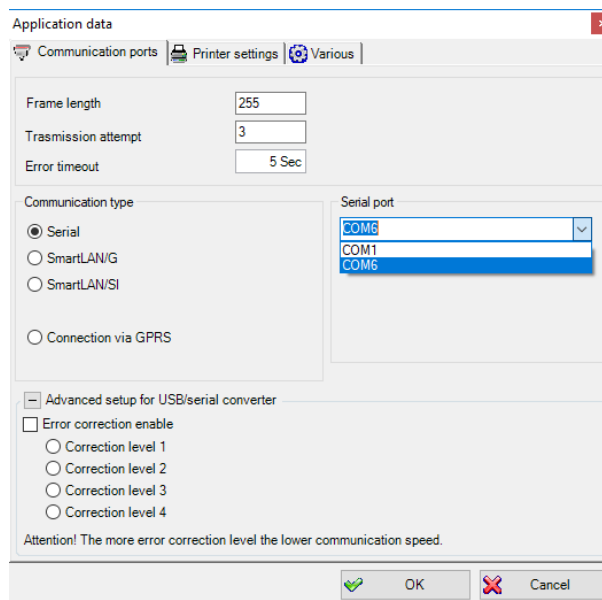 Application data
Communication ports Printer settings Various
Frame length 255
Trasmission attempt 3
Error timeout 5 Sec
Communication type
Serial
SmartLAN/G
SmartLAN/SI
Connection via GPRS
Serial port
COM6
COM1
COM6
Advanced setup for USB/serial converter
Error correction enable
Correction level 1
Correction level 2
Correction level 3
Correction level 4
Attention! The more error correction level the lower communication speed.
OK Cancel